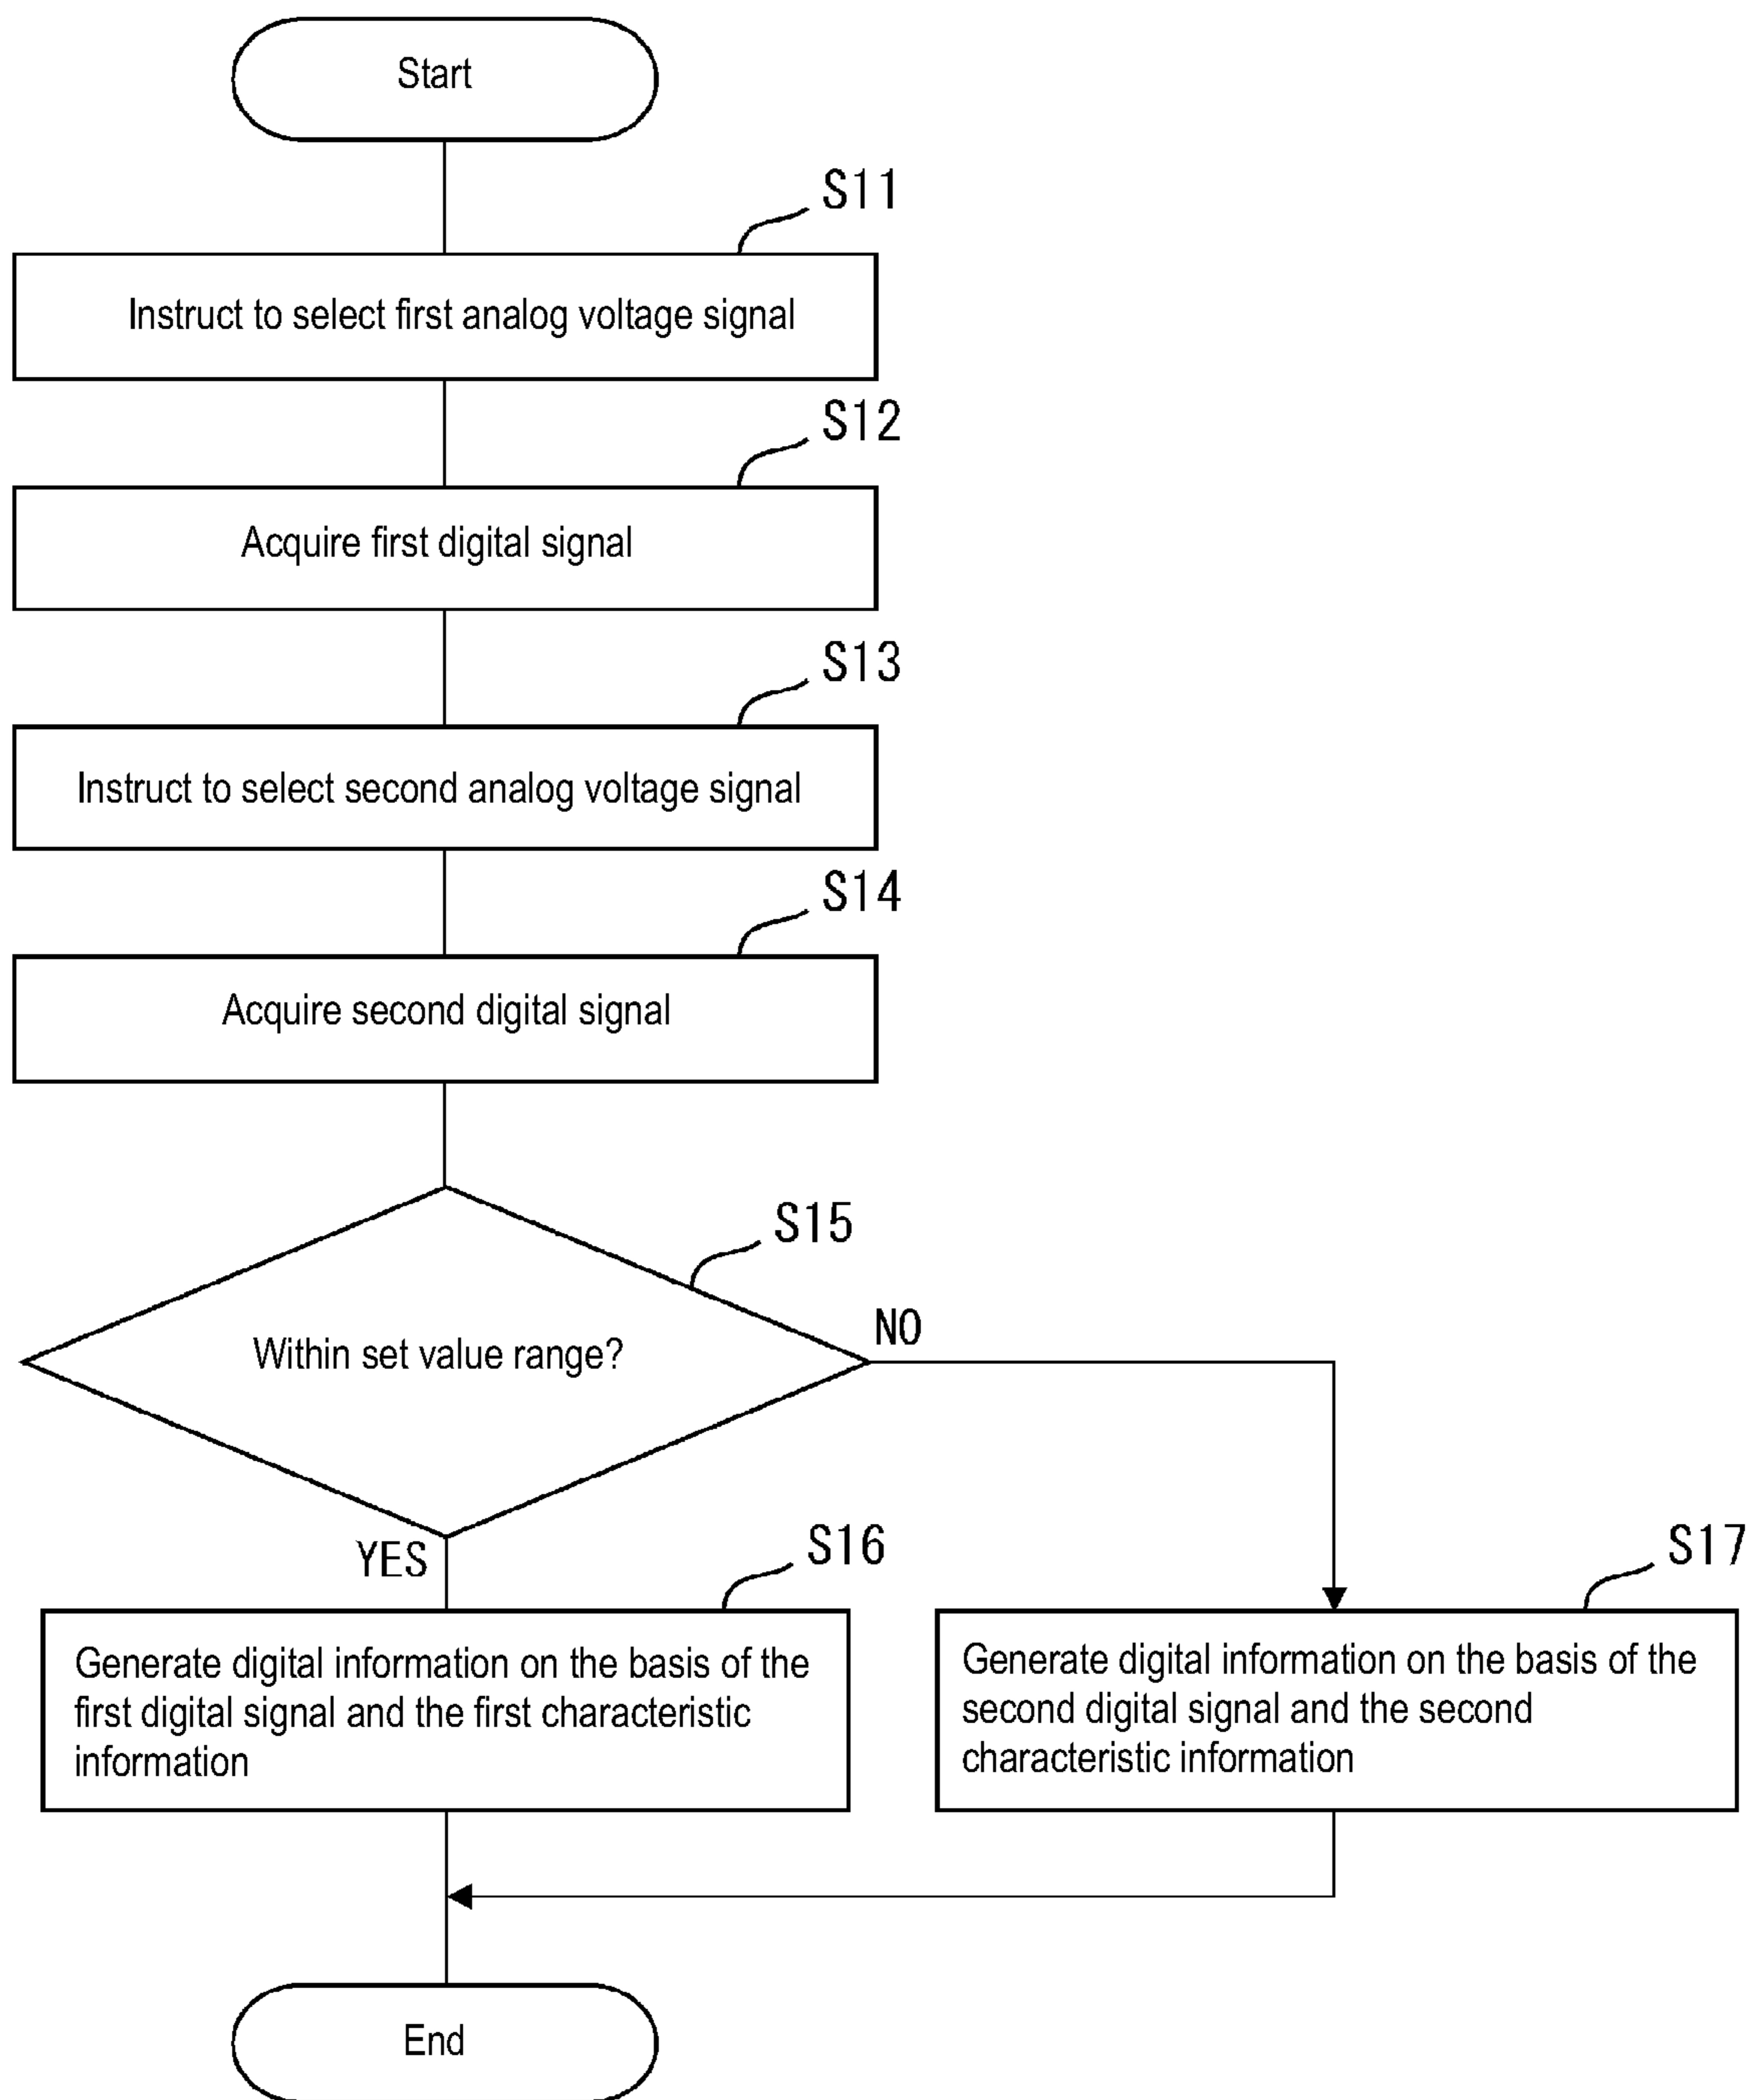 Start
S11
Instruct to select first analog voltage signal
S12
Acquire first digital signal
S13
Instruct to select second analog voltage signal
S14
Acquire second digital signal
S15
Within set value range?
NO
YES
S16
Generate digital information on the basis of the
first digital signal and the first characteristic
information
S17
Generate digital information on the basis of the
second digital signal and the second
characteristic information
End